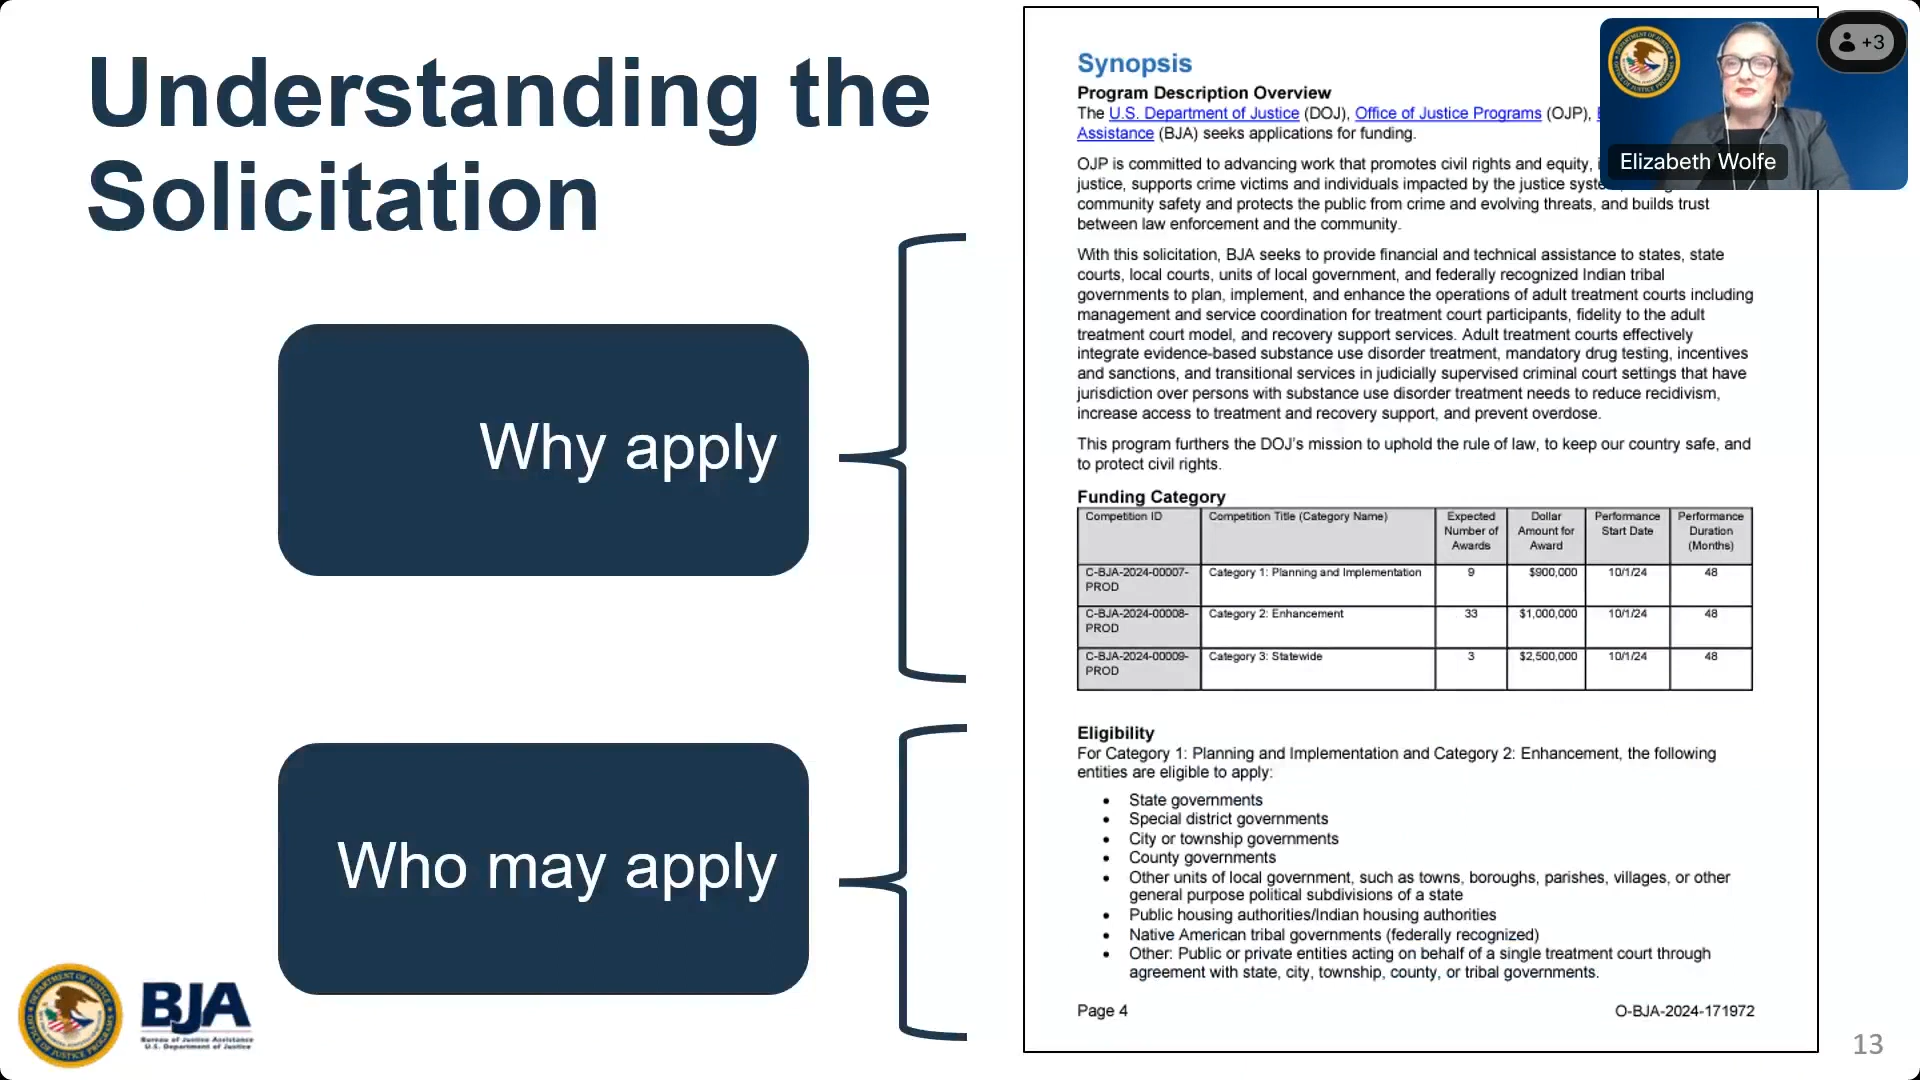 Understanding the
Solicitation
Why apply
Who may apply
Synopsis
Program Description Overview
The U.S. Department of Justice (DOJ), Office of Justice Programs (OJP),
Assistance (BJA) seeks applications for funding.
OJP is committed to advancing work that promotes civil rights and equity,
justice, supports crime victims and individuals impacted by the justice
community safety and protects the public from crime and evolving threats, and builds trust
between law enforcement and the community.
With this solicitation, BJA seeks to provide financial and technical assistance to states, state
courts, local courts, units of local government, and federally recognized Indian tribal
governments to plan, implement, and enhance the operations of adult treatment courts including
management and service coordination for treatment court participants, fidelity to the adult
treatment court model, and recovery support services. Adult treatment courts effectively
integrate evidence-based substance use disorder treatment, mandatory drug testing, incentives
and sanctions, and transitional services in judicially supervised criminal court settings that have
jurisdiction over persons with substance use disorder treatment needs to reduce recidivism,
increase access to treatment and recovery support, and prevent overdose.
This program furthers the DOJ's mission to uphold the rule of law, to keep our country safe, and
to protect civil rights.
Funding Category
Competition ID Competition Title (Category Name) Expected Number of Awards Dollar Amount for Award Performance Start Date Performance Duration (Months)
C-BJA-2024-00007-PROD Category 1: Planning and Implementation 9 $900,000 10/1/24 48
C-BJA-2024-00008-PROD Category 2: Enhancement 33 $1,000,000 10/1/24 48
C-BJA-2024-00009-PROD Category 3: Statewide 3 $2,500,000 10/1/24 48
Eligibility
For Category 1: Planning and Implementation and Category 2: Enhancement, the following
entities are eligible to apply:
• State governments
• Special district governments
• City or township governments
• County governments
• Other units of local government, such as towns, boroughs, parishes, villages, or other
general purpose political subdivisions of a state
• Public housing authorities/Indian housing authorities
• Native American tribal governments (federally recognized)
• Other: Public or private entities acting on behalf of a single treatment court through
agreement with state, city, township, county, or tribal governments.
Page 4 O-BJA-2024-171972
Elizabeth Wolfe
+3
BJA
Bureau of Justice Assistance
U.S. Department of Justice
13